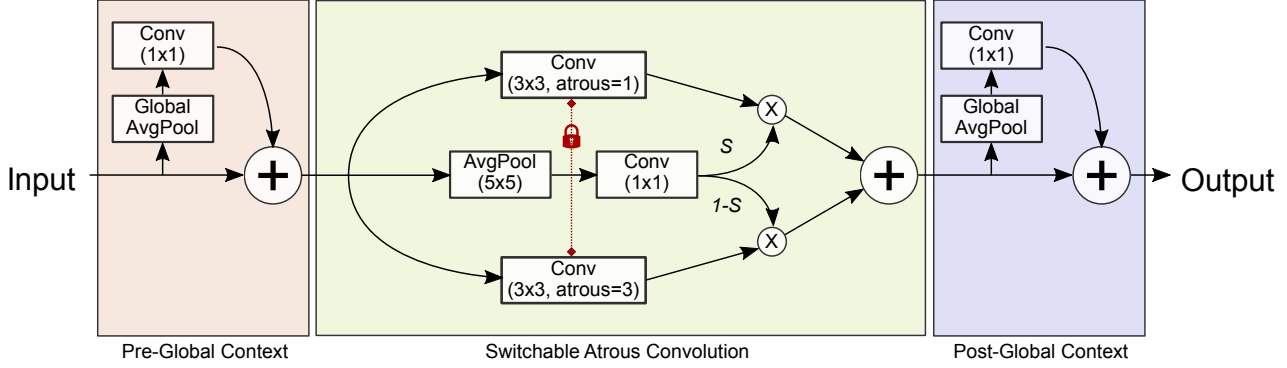 Input
Conv
(1x1)
Global
AvgPool
+
Pre-Global Context
Conv
(3x3, atrous=1)
AvgPool
(5x5)
Conv
(1x1)
S
1-S
X
X
Conv
(3x3, atrous=3)
+
Switchable Atrous Convolution
Conv
(1x1)
Global
AvgPool
+
Post-Global Context
Output